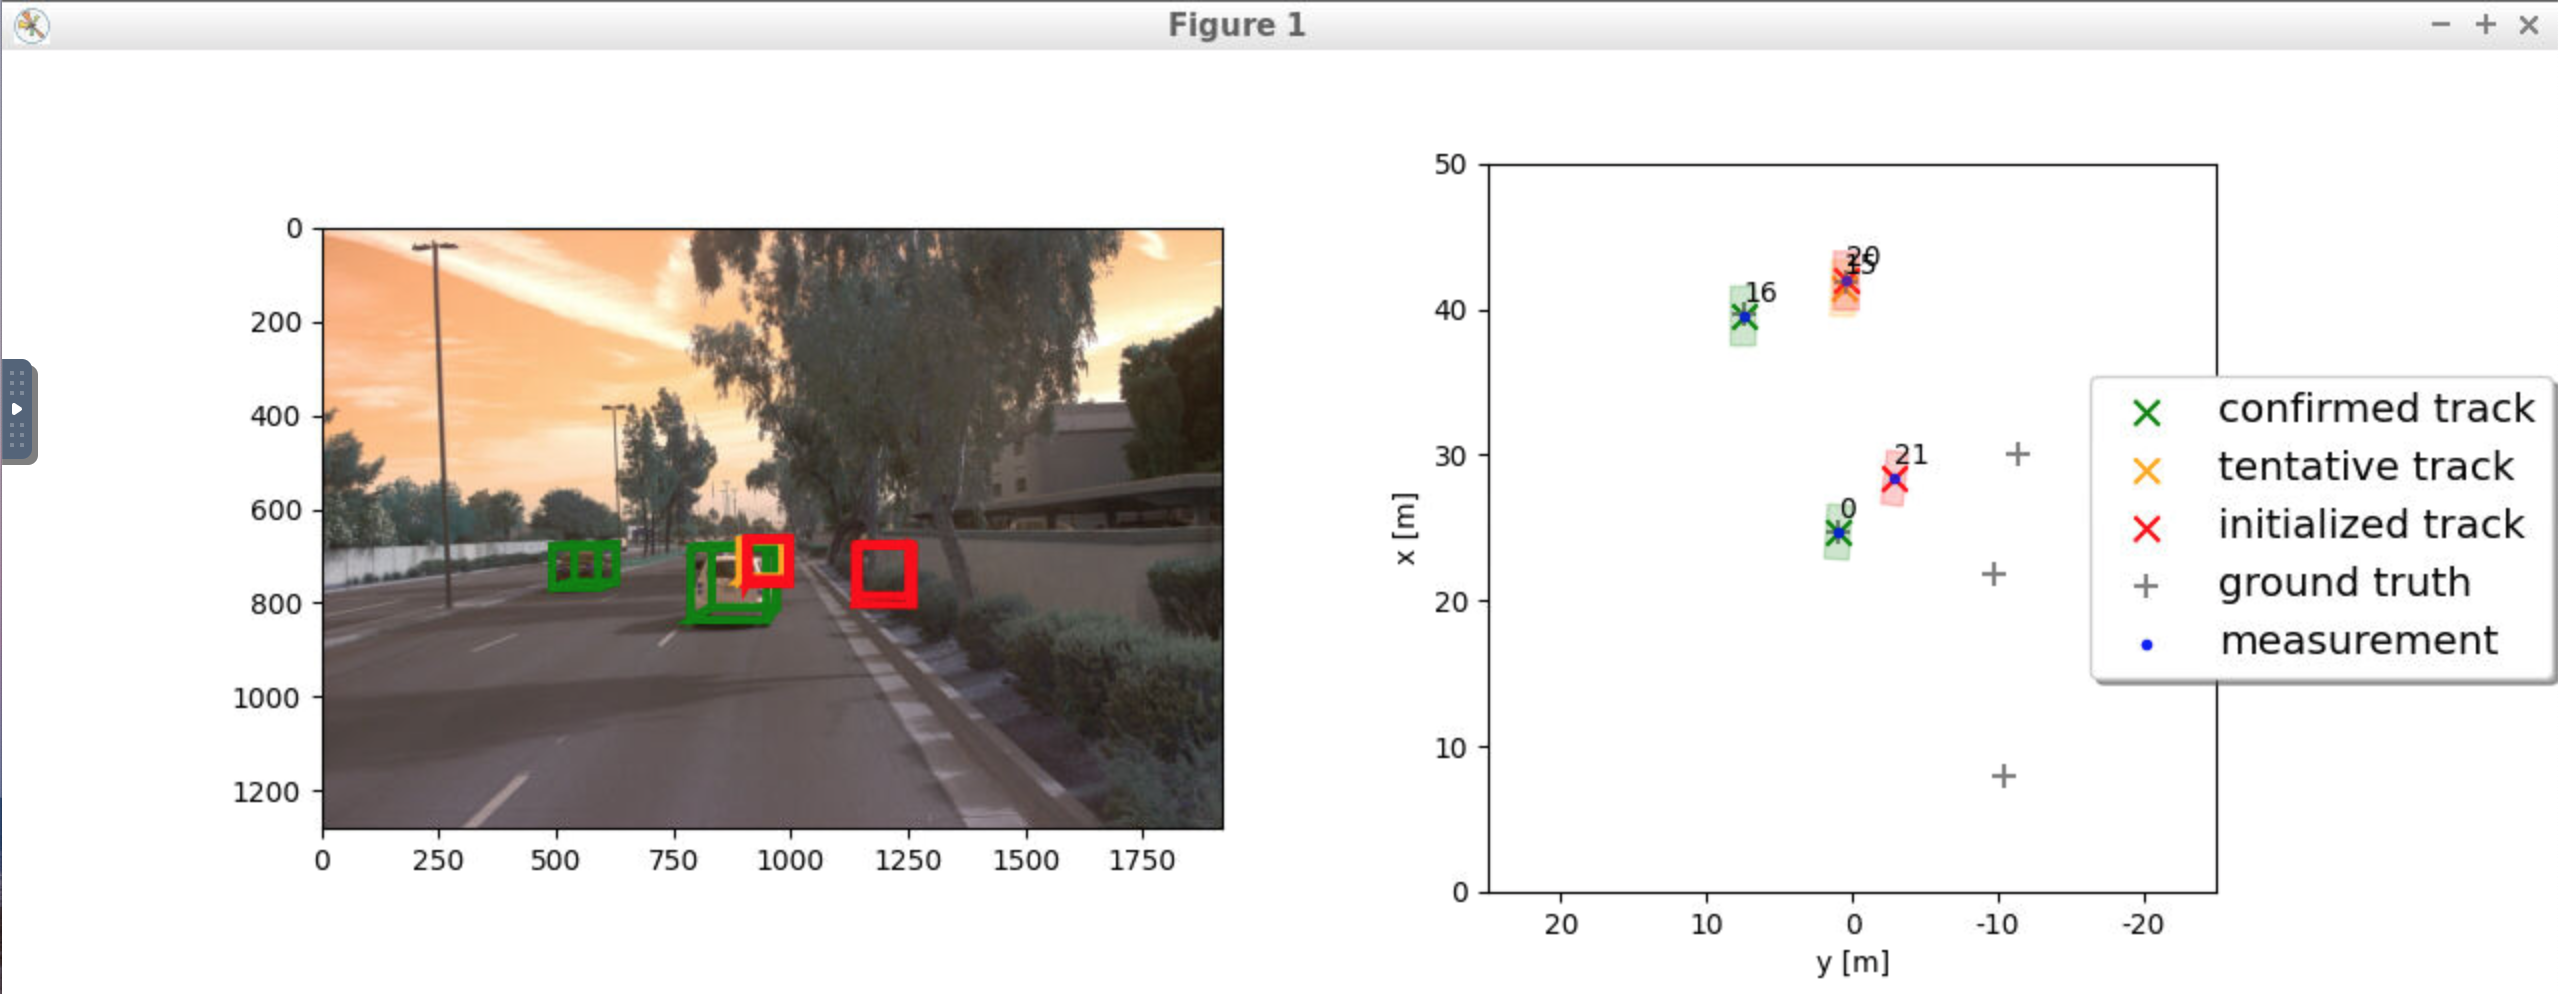 Figure 1
0
200
400
600
800
1000
1200
0 250 500 750 1000 1250 1500 1750
50
40
30
20
10
0
x [m]
20 10 0 -10 -20
y [m]
20
15
16
21
0
confirmed track
tentative track
initialized track
ground truth
measurement